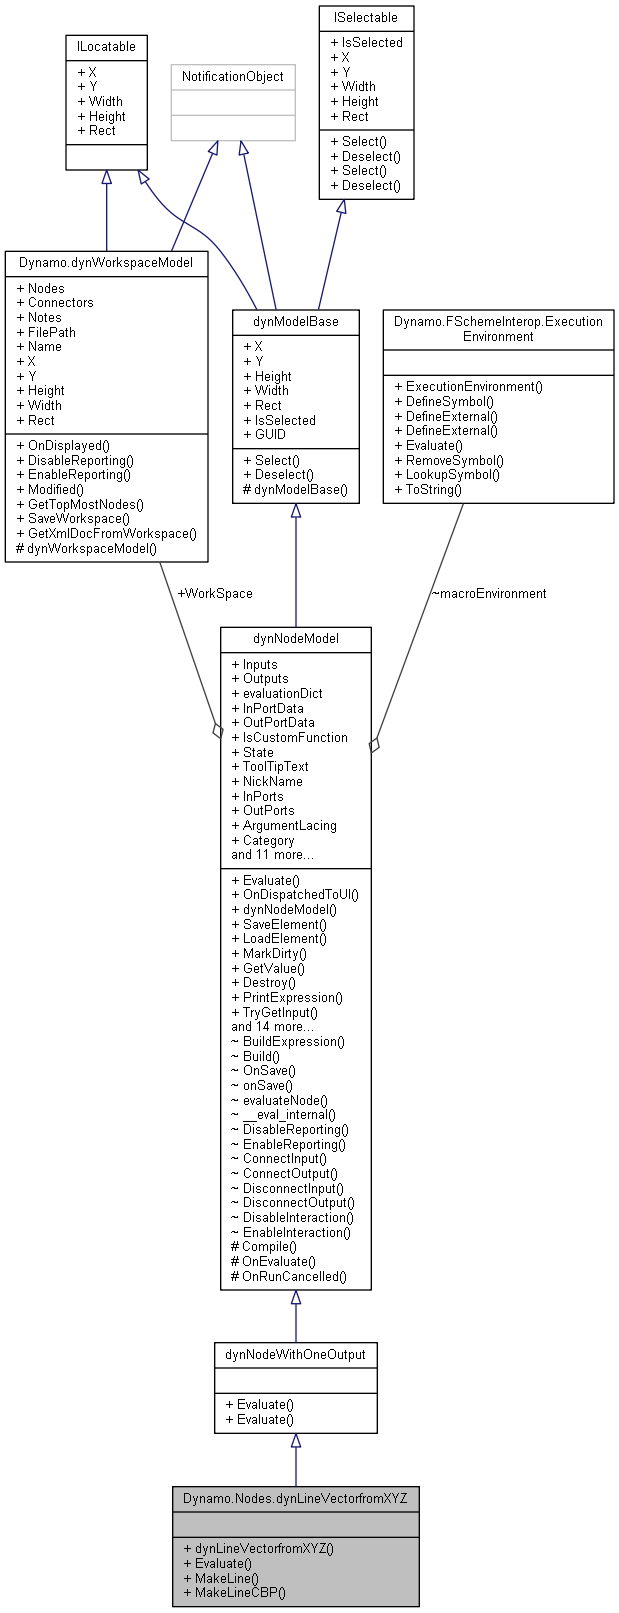 ISelectable
+ IsSelected
+ X
+ Y
+ Width
+ Height
+ Rect
+ Select()
+ Deselect()
+ Select()
+ Deselect()
ILocatable
+ X
+ Y
+ Width
+ Height
+ Rect
NotificationObject
Dynamo.dynWorkspaceModel
+ Nodes
+ Connectors
+ Notes
+ FilePath
+ Name
+ X
+ Y
+ Height
+ Width
+ Rect
+ OnDisplayed()
+ DisableReporting()
+ EnableReporting()
+ Modified()
+ GetTopMostNodes()
+ SaveWorkspace()
+ GetXmlDocFromWorkspace()
# dynWorkspaceModel()
dynModelBase
+ X
+ Y
+ Height
+ Width
+ Rect
+ IsSelected
+ GUID
+ Select()
+ Deselect()
# dynModelBase()
Dynamo.FSchemeInterop.Execution
Environment
+ ExecutionEnvironment()
+ DefineSymbol()
+ DefineExternal()
+ DefineExternal()
+ Evaluate()
+ RemoveSymbol()
+ LookupSymbol()
+ ToString()
+WorkSpace
~macroEnvironment
dynNodeModel
+ Inputs
+ Outputs
+ evaluationDict
+ InPortData
+ OutPortData
+ IsCustomFunction
+ State
+ ToolTipText
+ NickName
+ InPorts
+ OutPorts
+ ArgumentLacing
+ Category
and 11 more...
+ Evaluate()
+ OnDispatchedToUI()
+ dynNodeModel()
+ SaveElement()
+ LoadElement()
+ MarkDirty()
+ GetValue()
+ Destroy()
+ PrintExpression()
+ TryGetInput()
and 14 more...
~ BuildExpression()
~ Build()
~ OnSave()
~ onSave()
~ evaluateNode()
~ __eval_internal()
~ DisableReporting()
~ EnableReporting()
~ ConnectInput()
~ ConnectOutput()
~ DisconnectInput()
~ DisconnectOutput()
~ DisableInteraction()
~ EnableInteraction()
# Compile()
# OnEvaluate()
# OnRunCancelled()
dynNodeWithOneOutput
+ Evaluate()
+ Evaluate()
Dynamo.Nodes.dynLineVectorfromXYZ
+ dynLineVectorfromXYZ()
+ Evaluate()
+ MakeLine()
+ MakeLineCBP()